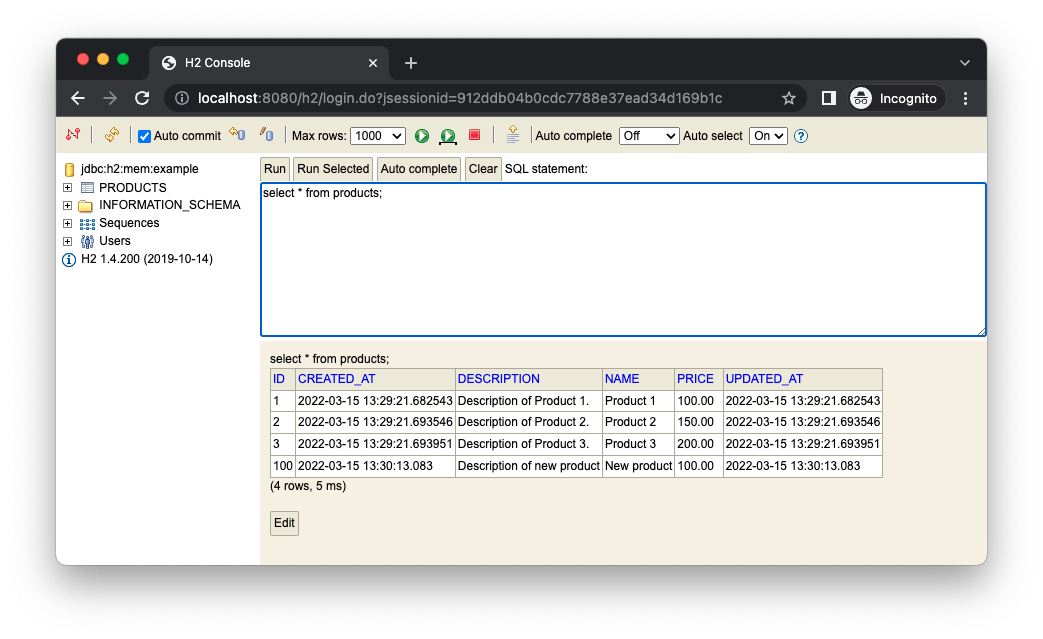 H2 Console
localhost:8080/h2/login.do?jsessionid=912ddb04b0cdc7788e37ead34d169b1c Incognito
Auto commit Max rows: 1000 Auto complete Off Auto select On
jdbc:h2:mem:example
PRODUCTS
INFORMATION_SCHEMA
Sequences
Users
H2 1.4.200 (2019-10-14)
Run Run Selected Auto complete Clear SQL statement:
select * from products;
select * from products;
ID CREATED_AT DESCRIPTION NAME PRICE UPDATED_AT
1 2022-03-15 13:29:21.682543 Description of Product 1. Product 1 100.00 2022-03-15 13:29:21.682543
2 2022-03-15 13:29:21.693546 Description of Product 2. Product 2 150.00 2022-03-15 13:29:21.693546
3 2022-03-15 13:29:21.693951 Description of Product 3. Product 3 200.00 2022-03-15 13:29:21.693951
100 2022-03-15 13:30:13.083 Description of new product New product 100.00 2022-03-15 13:30:13.083
(4 rows, 5 ms)
Edit